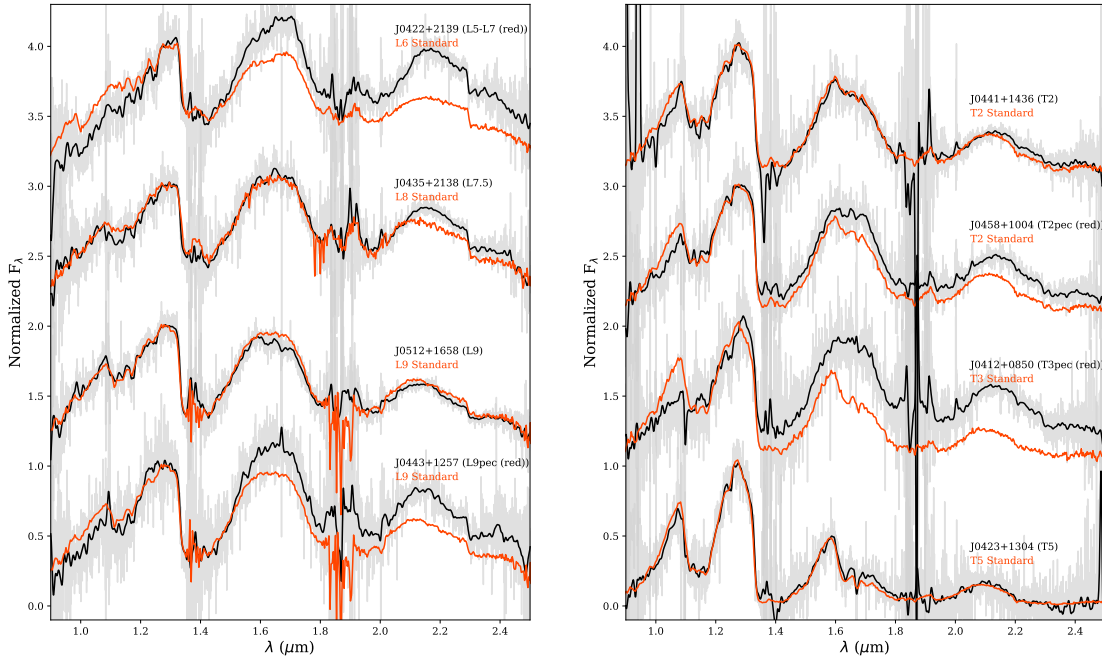 4.0
3.5
3.0
2.5
2.0
1.5
1.0
0.5
0.0
Normalized Fλ
J0422+2139 (L5-L7 (red))
L6 Standard
J0435+2138 (L7.5)
L8 Standard
J0512+1658 (L9)
L9 Standard
J0443+1257 (L9pec (red))
L9 Standard
1.0 1.2 1.4 1.6 1.8 2.0 2.2 2.4
λ (μm)
4.0
3.5
3.0
2.5
2.0
1.5
1.0
0.5
0.0
Normalized Fλ
J0441+1436 (T2)
T2 Standard
J0458+1004 (T2pec (red))
T2 Standard
J0412+0850 (T3pec (red))
T3 Standard
J0423+1304 (T5)
T5 Standard
1.0 1.2 1.4 1.6 1.8 2.0 2.2 2.4
λ (μm)